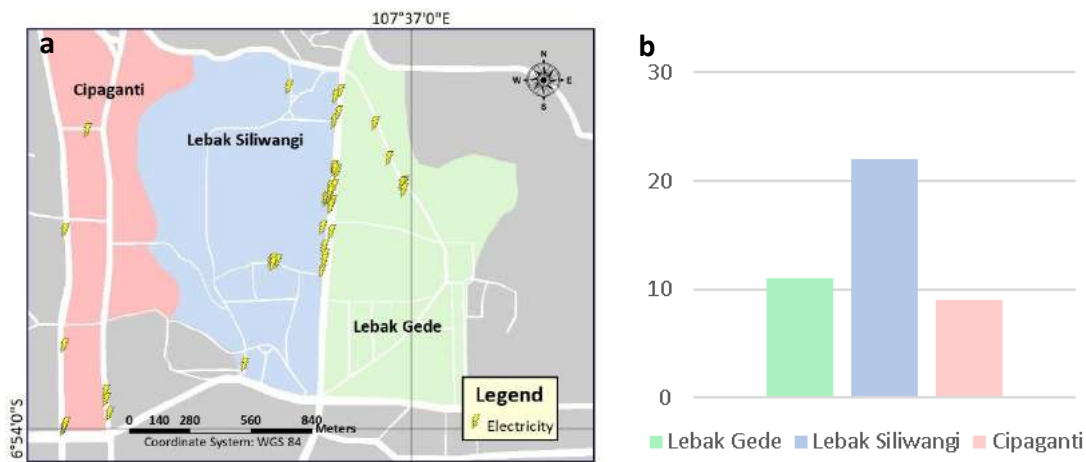 107°37'0"E
a
N
W
E
S
Cipaganti
Lebak Siliwangi
Lebak Gede
Legend
Electricity
0 140 280 560 840
Meters
Coordinate System: WGS 84
6°54'0"S
b
30
20
10
0
Lebak Gede Lebak Siliwangi Cipaganti